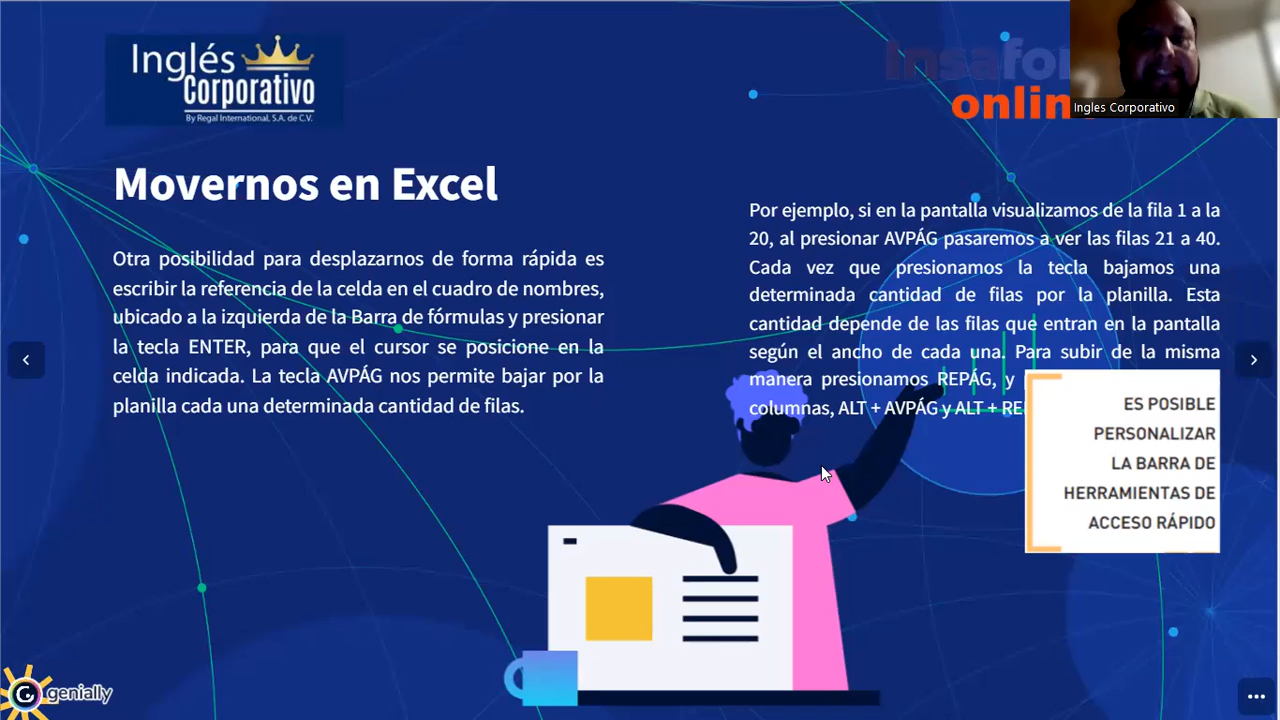 Inglés
Corporativo
By Regal International, S.A. de C.V.
Insafor
online
Ingles Corporativo
Movernos en Excel
Otra posibilidad para desplazarnos de forma rápida es
escribir la referencia de la celda en el cuadro de nombres,
ubicado a la izquierda de la Barra de fórmulas y presionar
la tecla ENTER, para que el cursor se posicione en la
celda indicada. La tecla AVPÁG nos permite bajar por la
planilla cada una determinada cantidad de filas.
Por ejemplo, si en la pantalla visualizamos de la fila 1 a la
20, al presionar AVPÁG pasaremos a ver las filas 21 a 40.
Cada vez que presionamos la tecla bajamos una
determinada cantidad de filas por la planilla. Esta
cantidad depende de las filas que entran en la pantalla
según el ancho de cada una. Para subir de la misma
manera presionamos REPÁG, y
columnas, ALT + AVPÁG y ALT +
ES POSIBLE
PERSONALIZAR
LA BARRA DE
HERRAMIENTAS DE
ACCESO RÁPIDO
genially